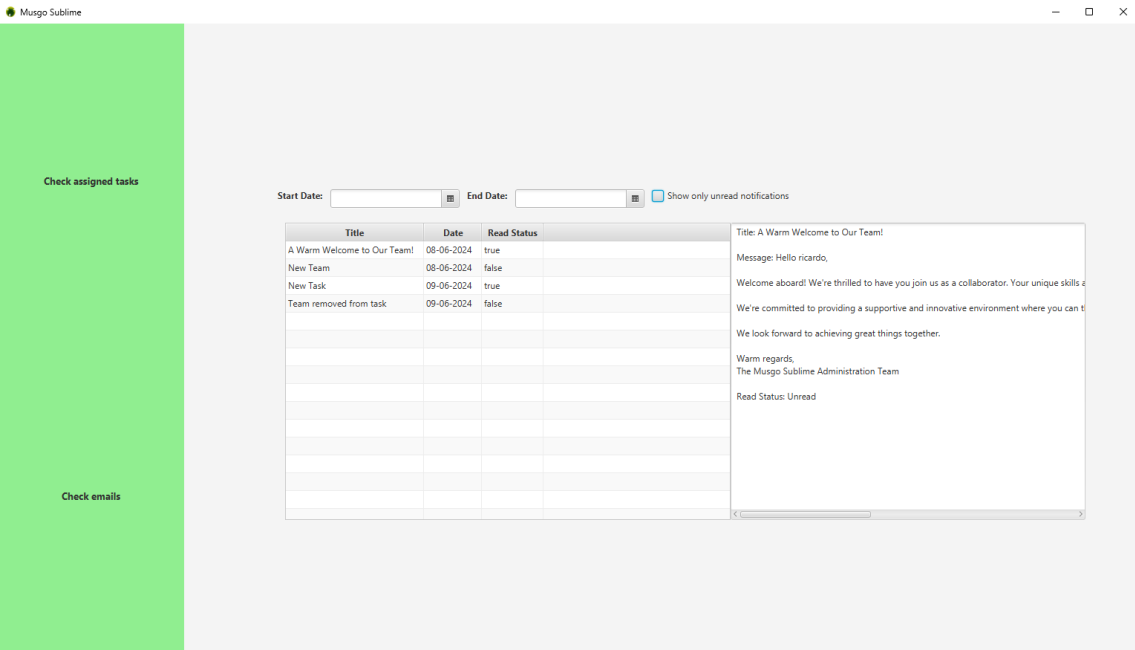 Musgo Sublime
Check assigned tasks
Check emails
Start Date:
End Date:
Show only unread notifications
Title Date Read Status
A Warm Welcome to Our Team! 08-06-2024 true
New Team 08-06-2024 false
New Task 09-06-2024 true
Team removed from task 09-06-2024 false
Title: A Warm Welcome to Our Team!
Message: Hello ricardo,
Welcome aboard! We're thrilled to have you join us as a collaborator. Your unique skills
We're committed to providing a supportive and innovative environment where you can
We look forward to achieving great things together.
Warm regards,
The Musgo Sublime Administration Team
Read Status: Unread